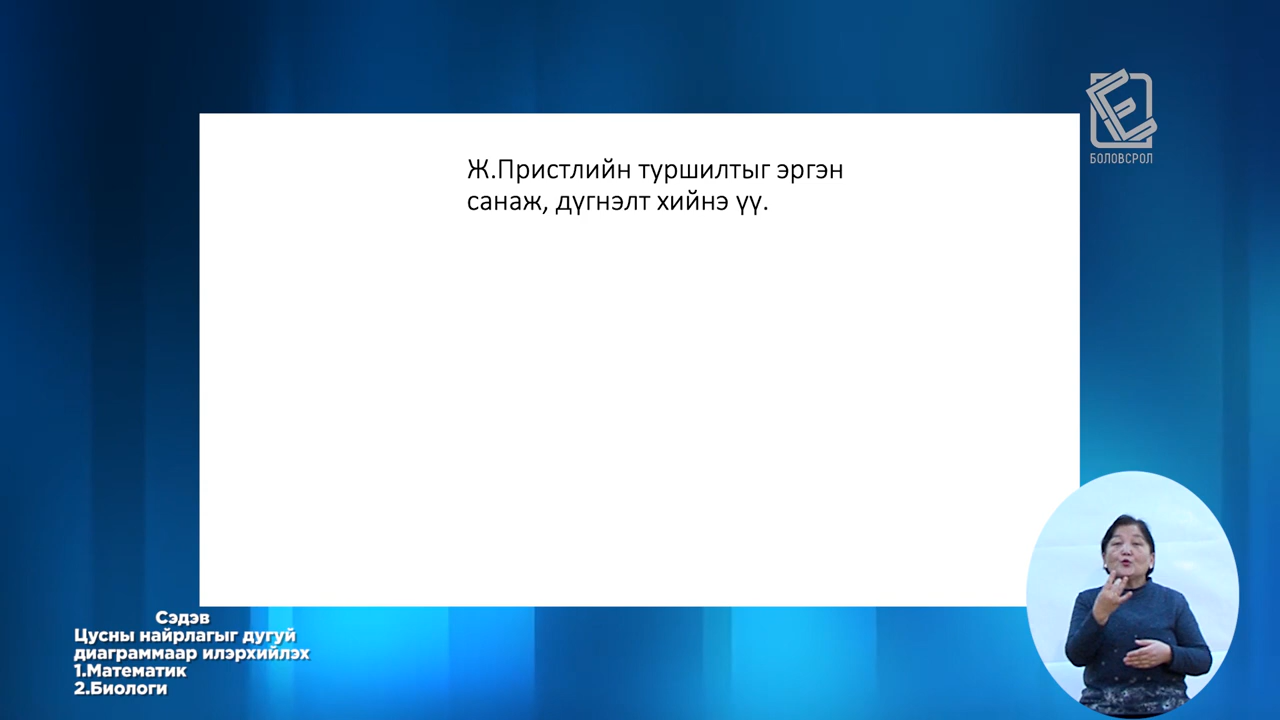 БОЛОВСРОЛ
Ж.Пристлийн туршилтыг эргэн
санаж, дүгнэлт хийнэ үү.
Сэдэв
Цусны найрлагыг дугуй
диаграммаар илэрхийлэх
1.Математик
2.Биологи